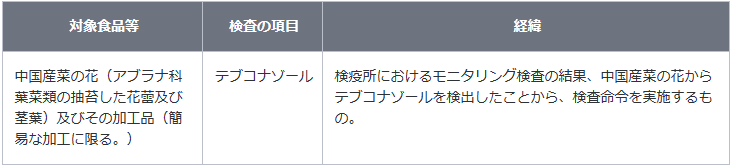 対象食品等
検査の項目
経緯
中国産菜の花（アブラナ科
葉菜類の抽苔した花蕾及び
茎葉）及びその加工品（簡
易な加工に限る。）
テブコナゾール
検疫所におけるモニタリング検査の結果、中国産菜の花から
テブコナゾールを検出したことから、検査命令を実施するも
の。